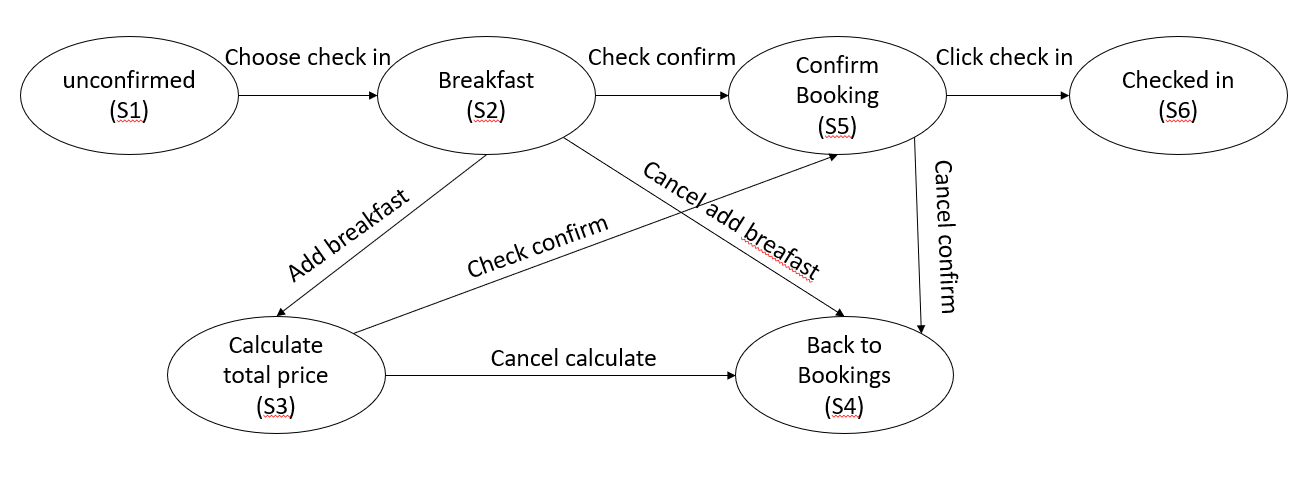 Choose check in
Check confirm
Click check in
unconfirmed
(S1)
Breakfast
(S2)
Confirm
Booking
(S5)
Checked in
(S6)
Add breakfast
Check confirm
Cancel add breafast
Cancel confirm
Calculate
total price
(S3)
Cancel calculate
Back to
Bookings
(S4)